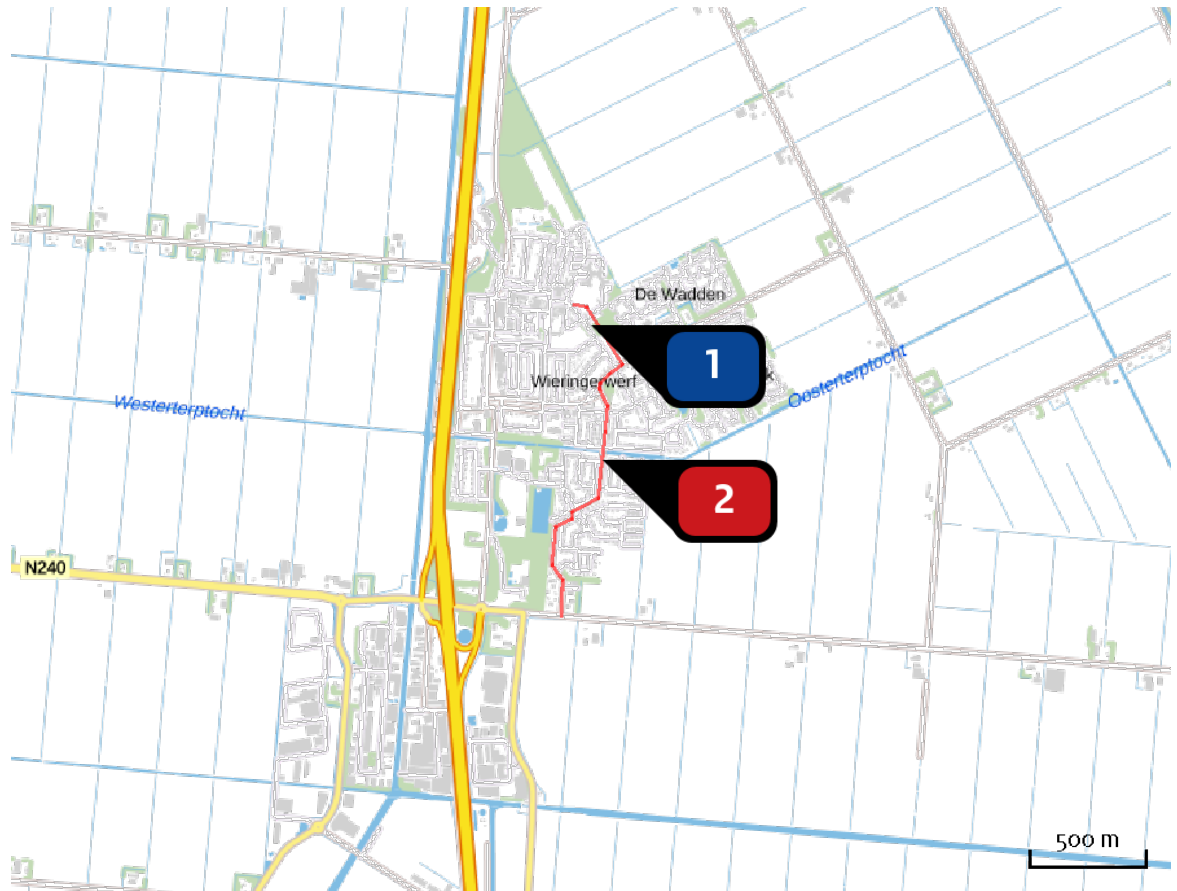 De Wadden
1
Wieringerwerf
Oosterterptocht
Westerterptocht
2
N240
500 m